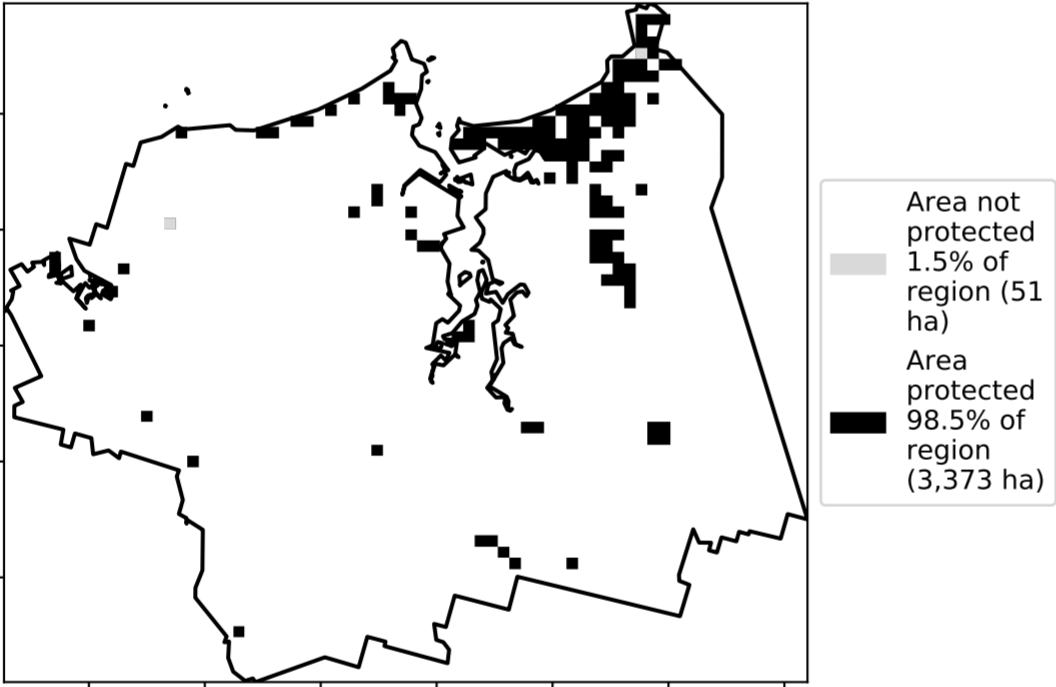 Area not
protected
1.5% of
region (51
ha)
Area
protected
98.5% of
region
(3,373 ha)